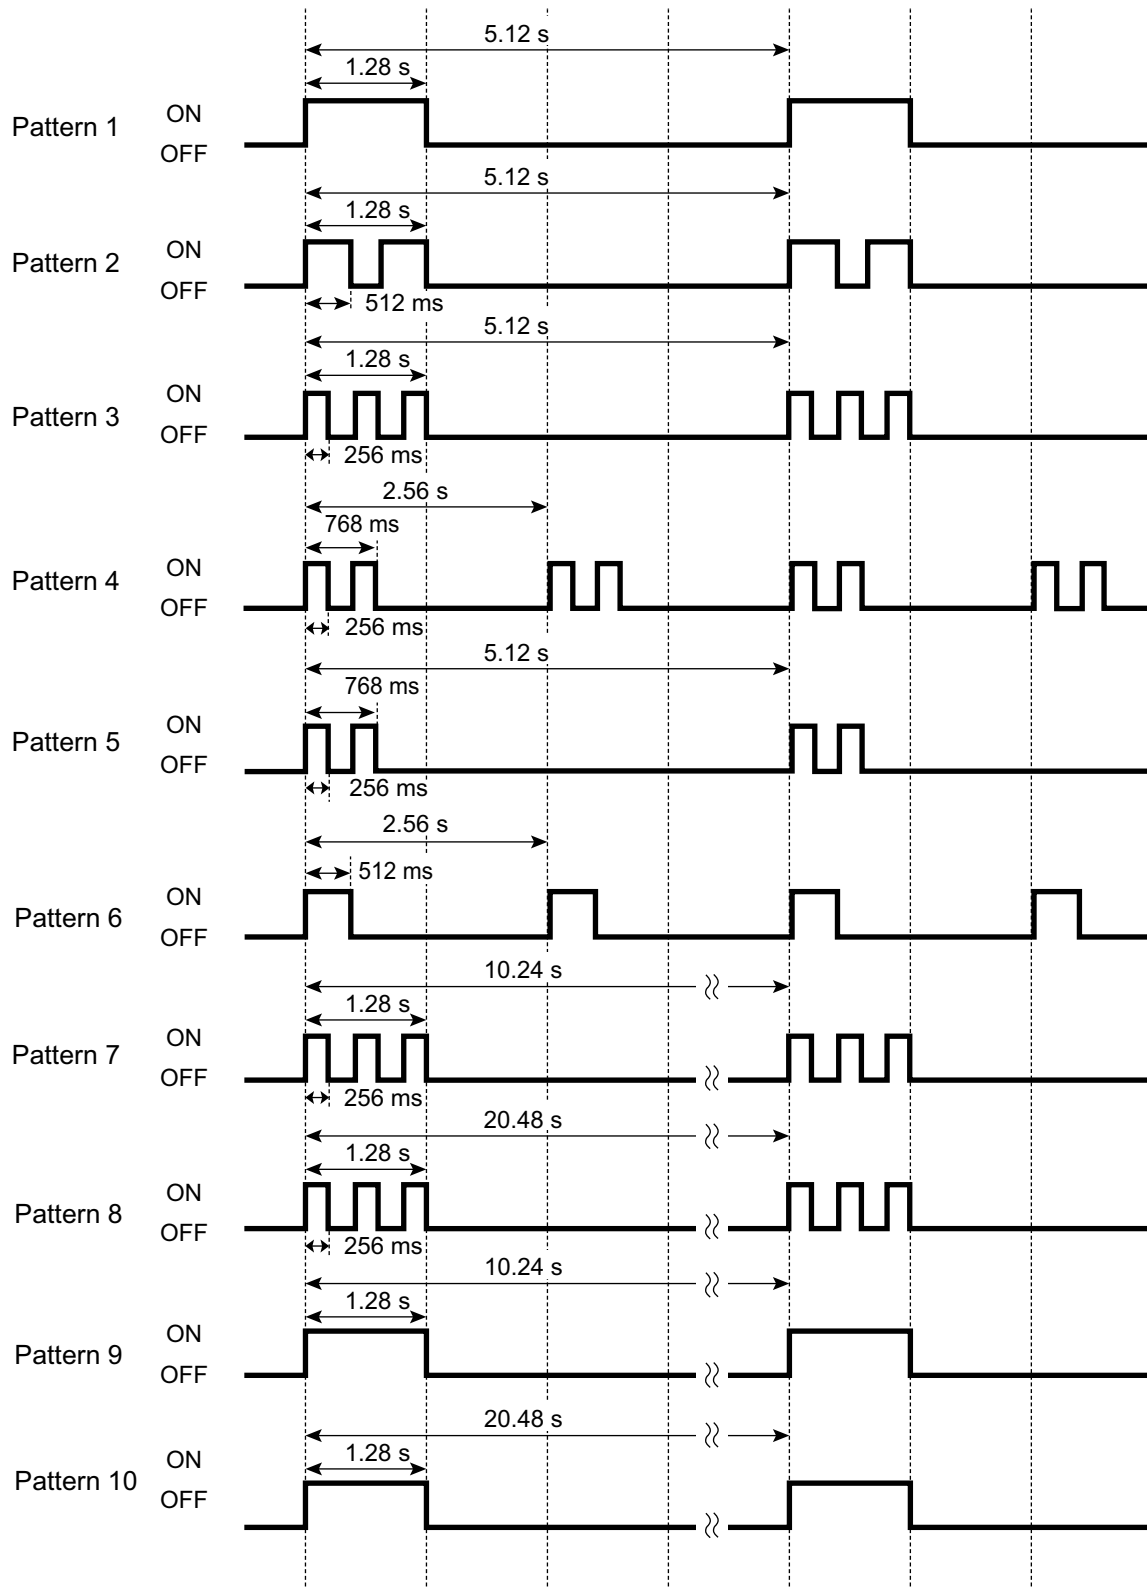 5.12 s
1.28 s
Pattern 1
ON
OFF
5.12 s
1.28 s
Pattern 2
ON
OFF
512 ms
5.12 s
1.28 s
Pattern 3
ON
OFF
256 ms
2.56 s
768 ms
Pattern 4
ON
OFF
256 ms
5.12 s
768 ms
Pattern 5
ON
OFF
256 ms
2.56 s
512 ms
Pattern 6
ON
OFF
10.24 s
1.28 s
Pattern 7
ON
OFF
256 ms
20.48 s
1.28 s
Pattern 8
ON
OFF
256 ms
10.24 s
1.28 s
Pattern 9
ON
OFF
20.48 s
1.28 s
Pattern 10
ON
OFF